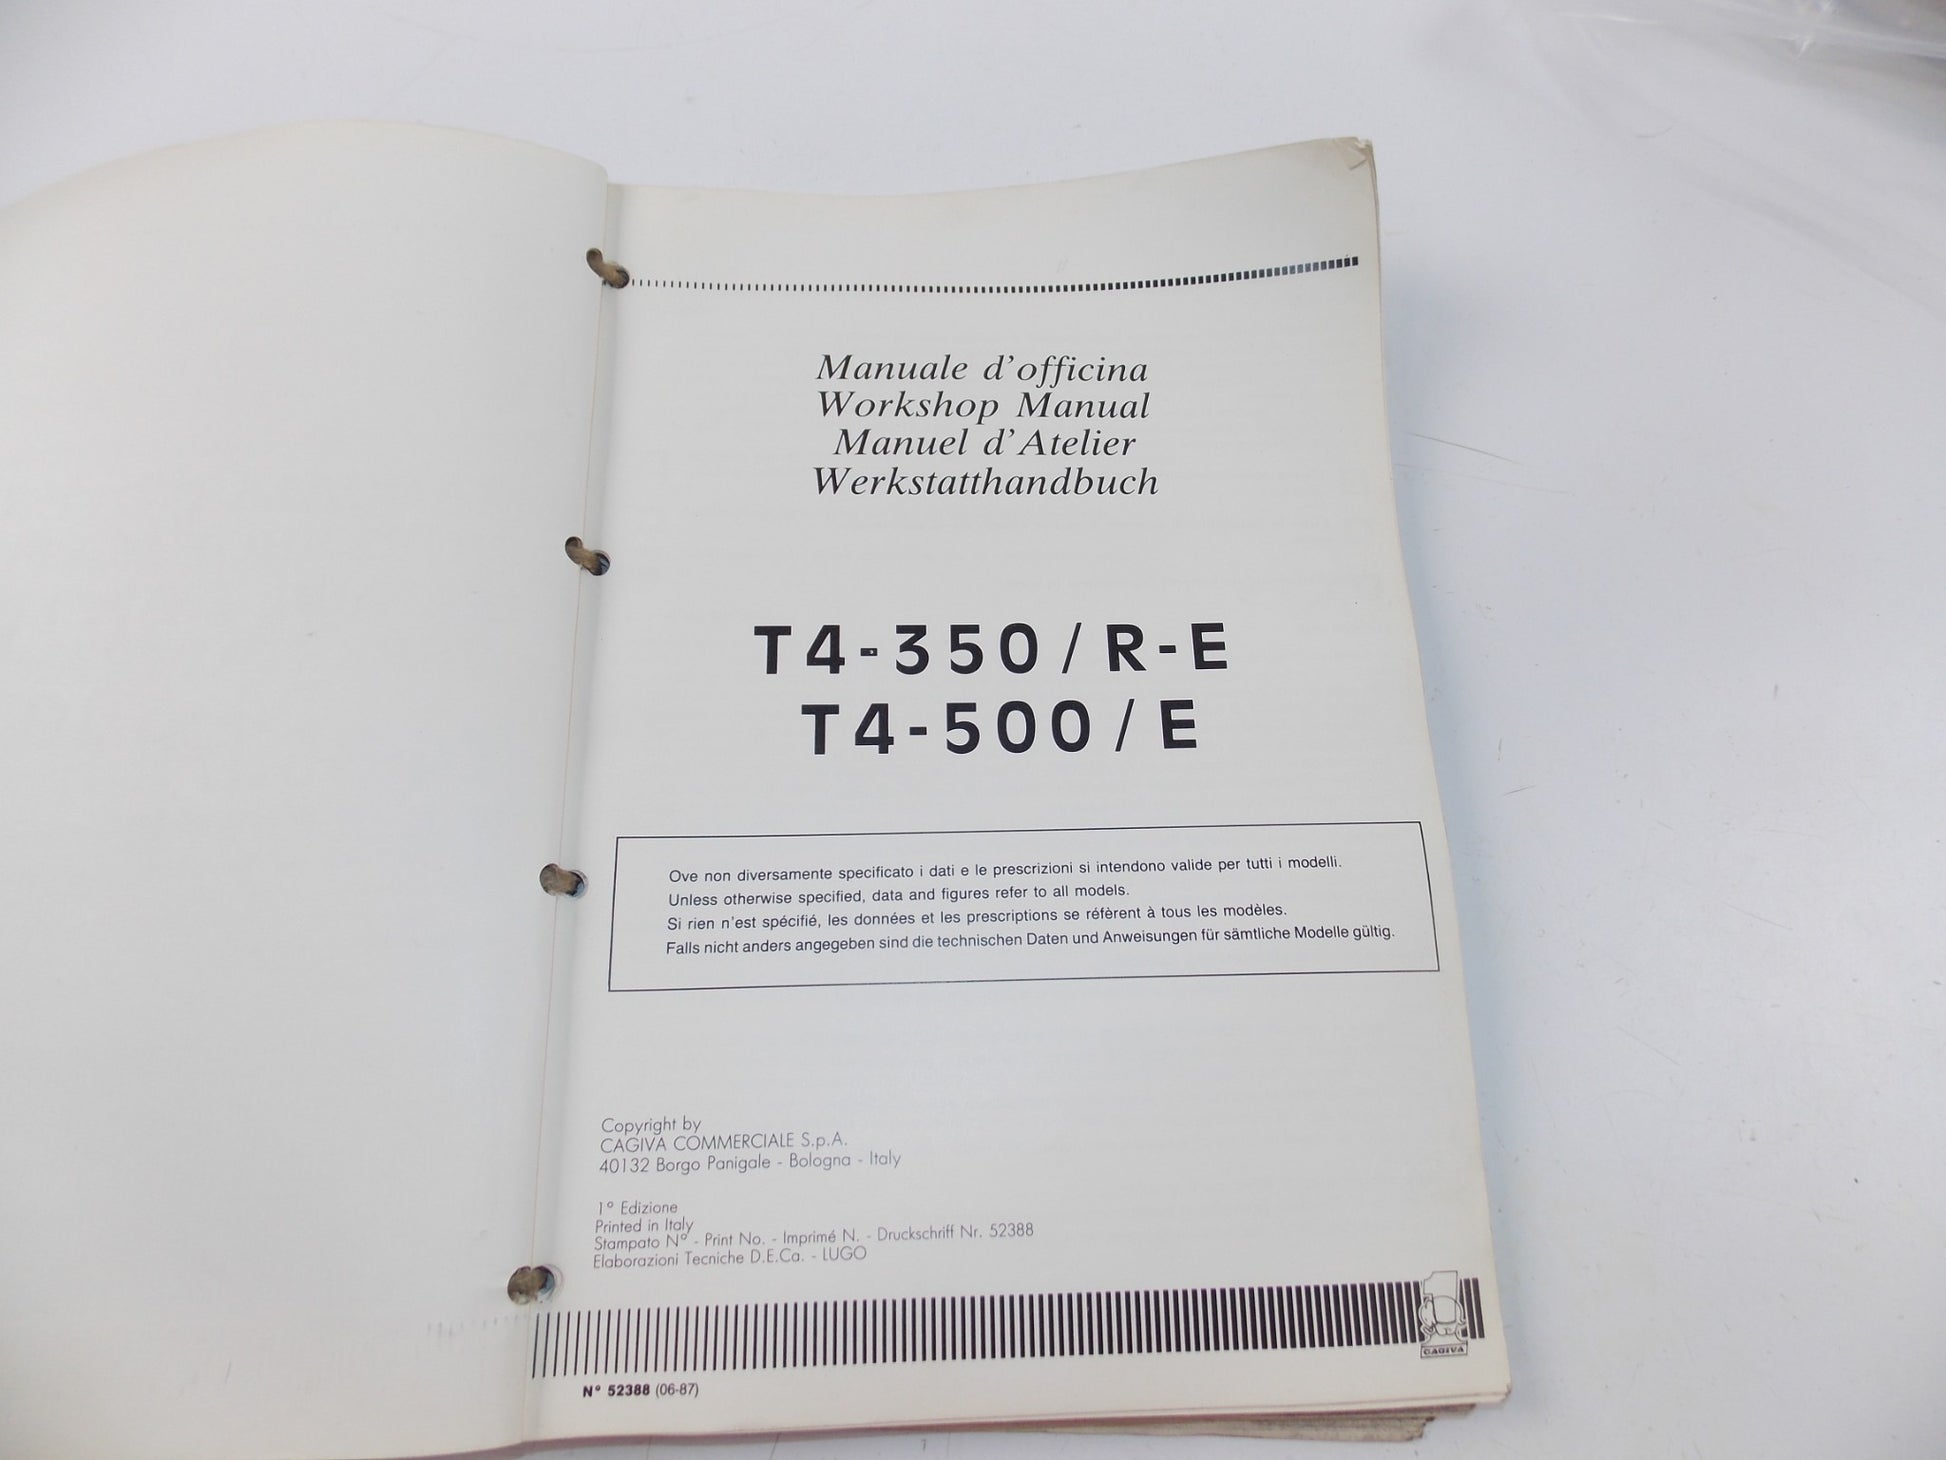 Manuale d'officina
Workshop Manual
Manuel d'Atelier
Werkstatthandbuch
T4-350/R-E
T4-500/E
Ove non diversamente specificato i dati e le prescrizioni si intendono valide per tutti i modelli.
Unless otherwise specified, data and figures refer to all models.
Si rien n'est spécifié, les données et les prescriptions se réfèrent à tous les modèles.
Falls nicht anders angegeben sind die technischen Daten und Anweisungen für sämtliche Modelle gültig.
Copyright by
CAGIVA COMMERCIALE S.p.A.
40132 Borgo Panigale - Bologna - Italy
1° Edizione
Printed in Italy
Stampato N° - Print No. - Imprimé N. - Druckschrift Nr. 52388
Elaborazioni Tecniche D.E.Ca. - LUGO
CAGIVA
N° 52388 (06-87)